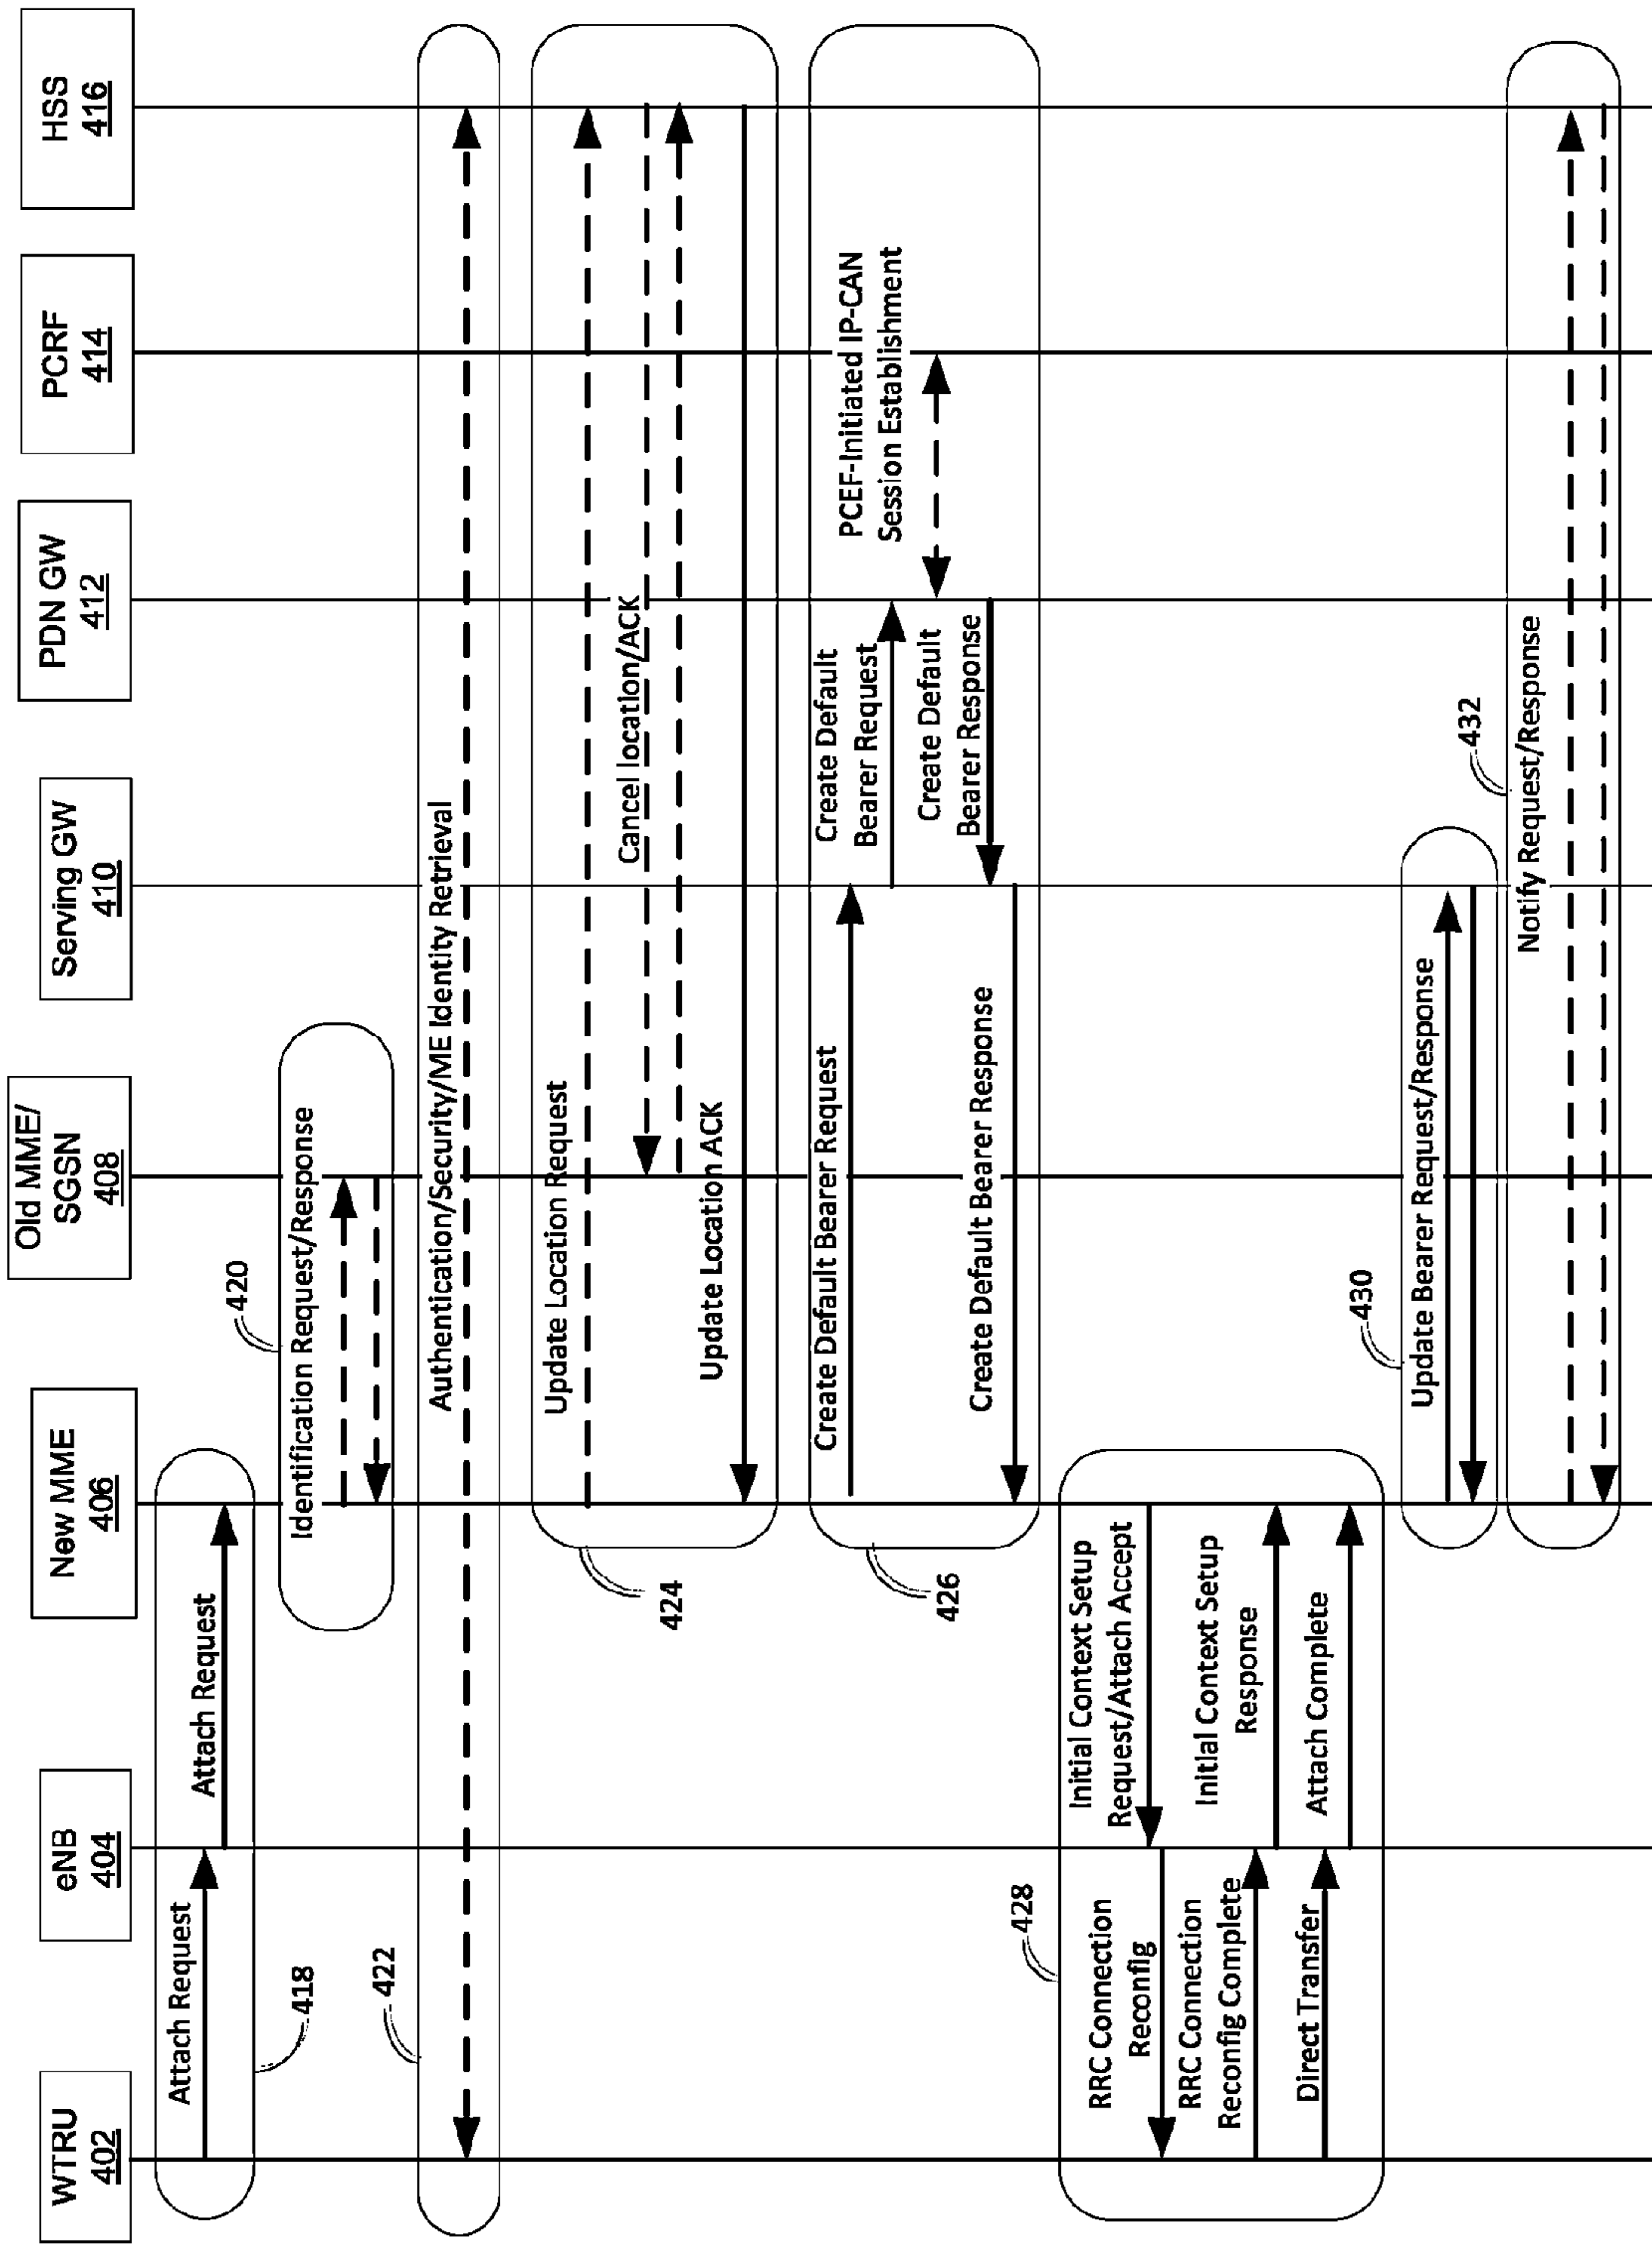 WTRU
402
eNB
404
New MME
406
Old MME/
SGSN
408
Serving GW
410
PDN GW
412
PCRF
414
HSS
416
Attach Request
Attach Request
418
420
Identification Request/Response
422
Authentication/Security/ME Identity Retrieval
Update Location Request
Cancel location/ACK
Update Location ACK
424
Create Default Bearer Request
Create Default
Bearer Request
PCEF-Initiated IP-CAN
Session Establishment
Create Default
Bearer Response
Create Default Bearer Response
426
428
Initial Context Setup
Request/Attach Accept
RRC Connection
Reconfig
RRC Connection
Reconfig Complete
Initial Context Setup
Response
Direct Transfer
Attach Complete
430
Update Bearer Request/Response
432
Notify Request/Response